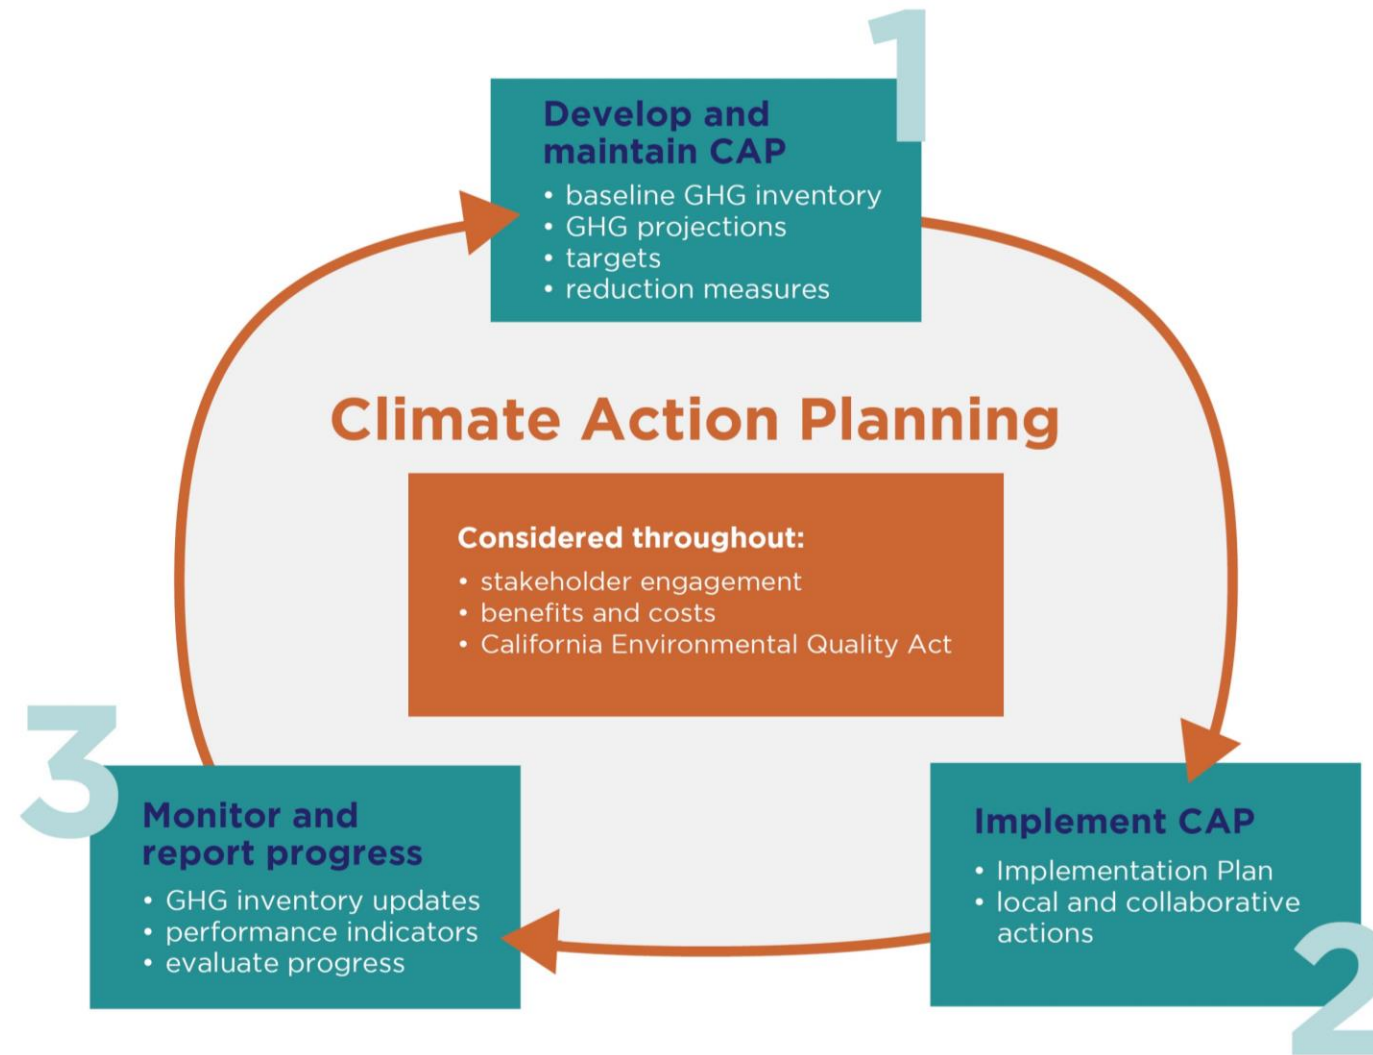 1
Develop and
maintain CAP
• baseline GHG inventory
• GHG projections
• targets
• reduction measures
Climate Action Planning
Considered throughout:
• stakeholder engagement
• benefits and costs
• California Environmental Quality Act
3
Monitor and
report progress
• GHG inventory updates
• performance indicators
• evaluate progress
Implement CAP
• Implementation Plan
• local and collaborative
actions
2